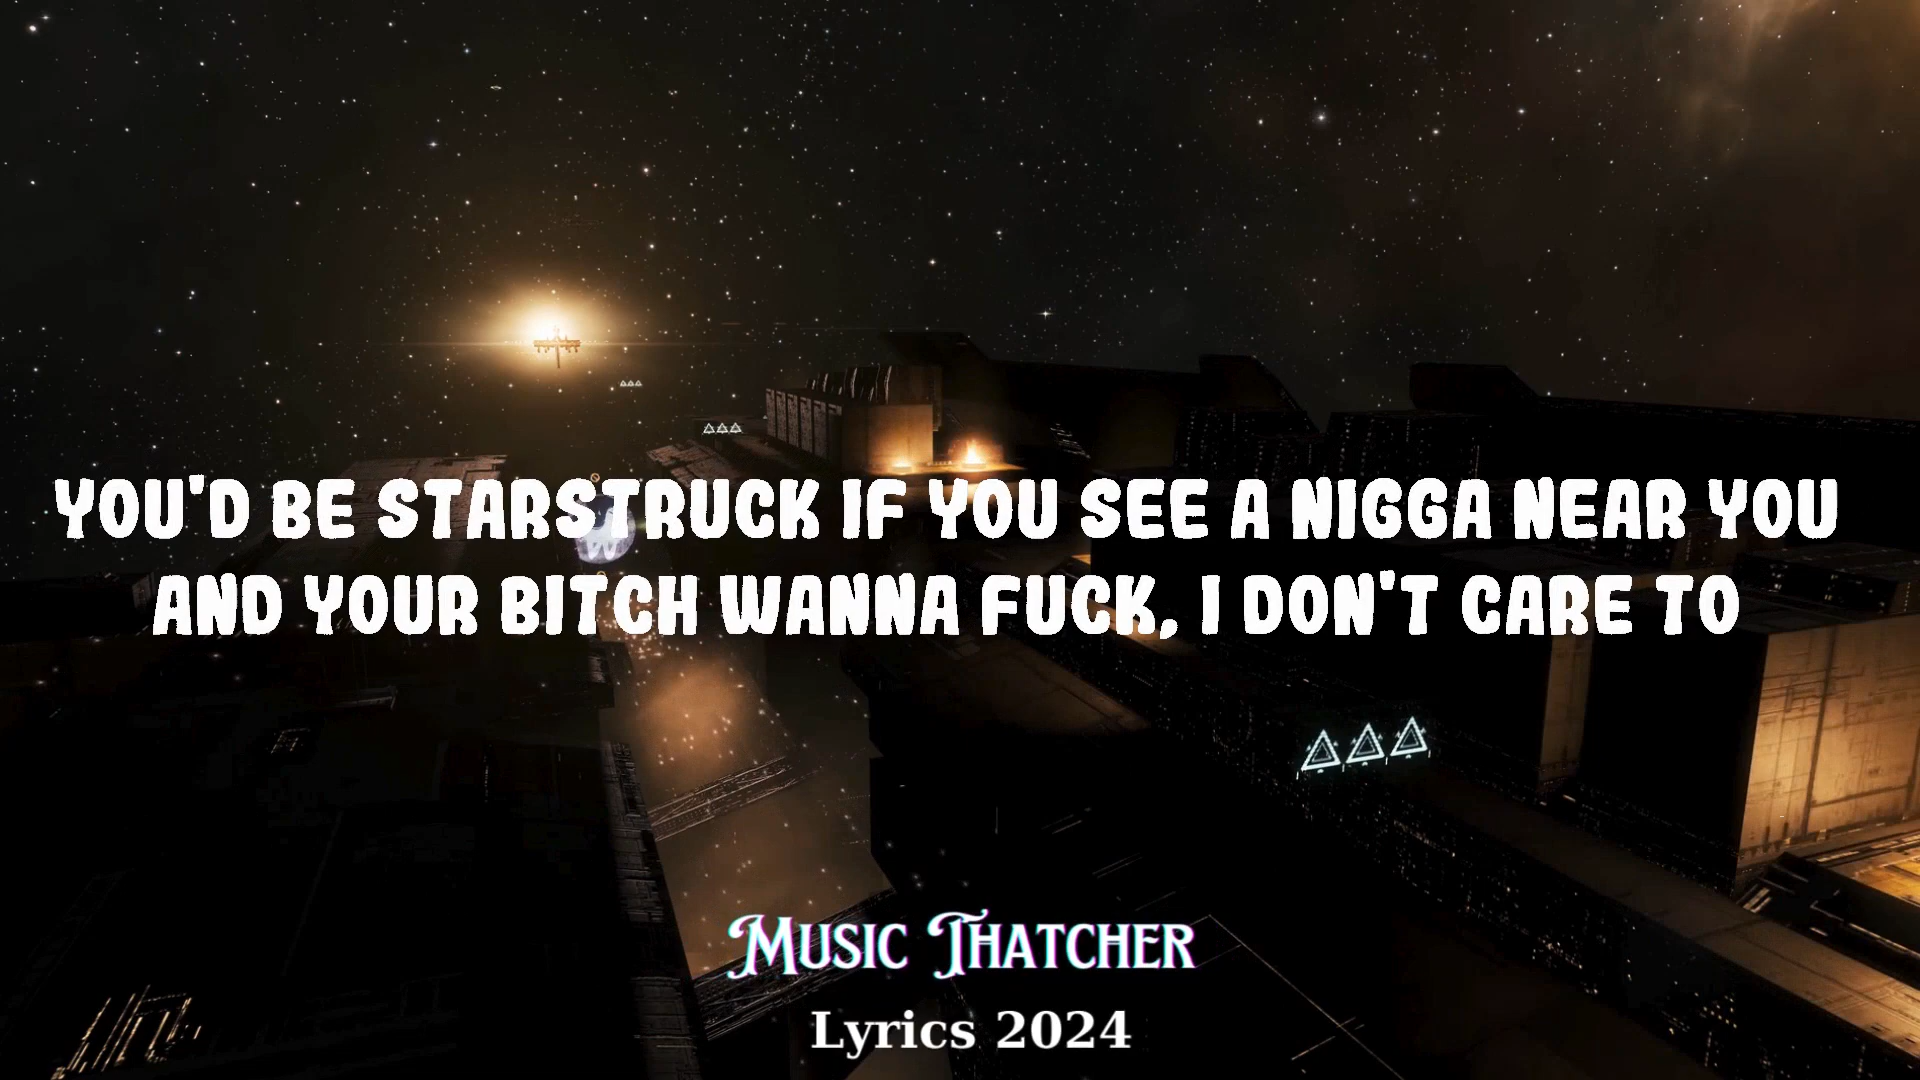 YOU'D BE STARSTRUCK IF YOU SEE A NIGGA NEAR YOU
AND YOUR BITCH WANNA FUCK, I DON'T CARE TO
MUSIC THATCHER
Lyrics 2024